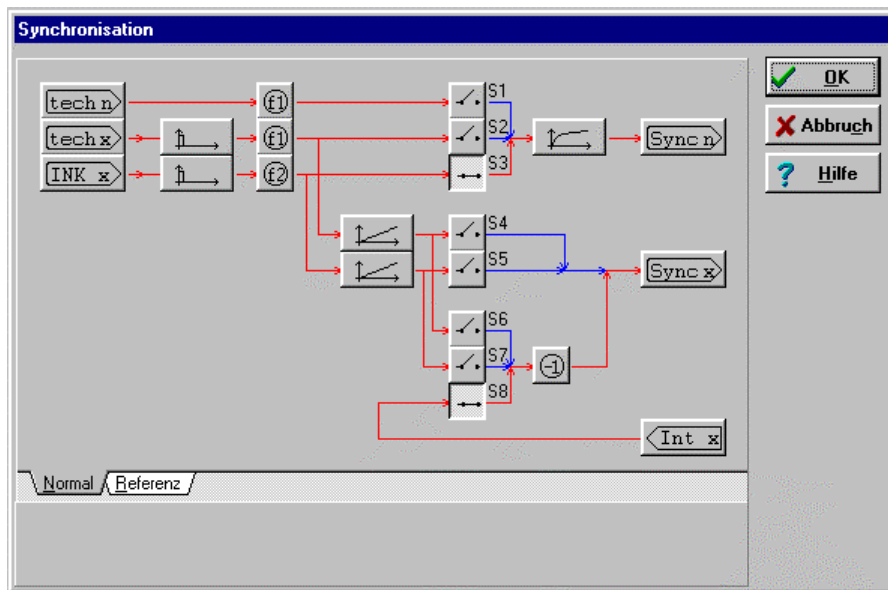 Synchronisation
tech n
f1
S1
OK
tech x
f1
S2
Sync n
Abbruch
INK x
f2
S3
Hilfe
S4
S5
Sync x
S6
S7
-1
S8
Int x
Normal
Referenz